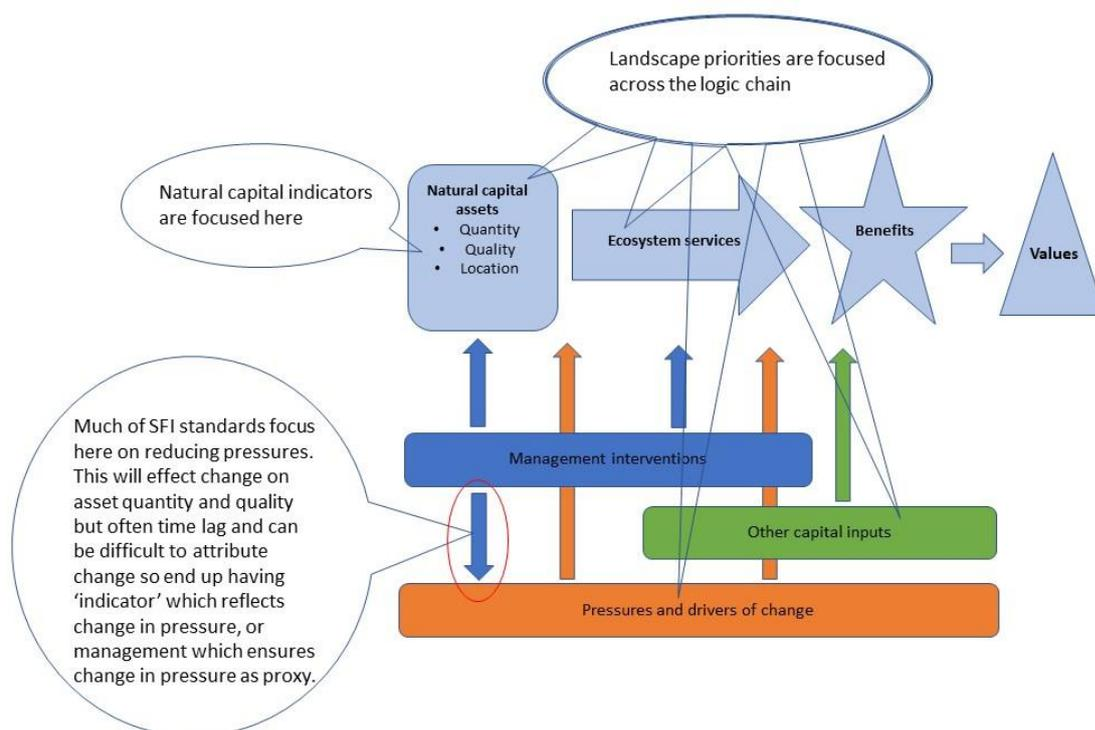 Landscape priorities are focused
across the logic chain
Natural capital indicators
are focused here
Natural capital
assets
• Quantity
• Quality
• Location
Ecosystem services
Benefits
Values
Much of SFI standards focus
here on reducing pressures.
This will effect change on
asset quantity and quality
but often time lag and can
be difficult to attribute
change so end up having
‘indicator’ which reflects
change in pressure, or
management which ensures
change in pressure as proxy.
Management interventions
Other capital inputs
Pressures and drivers of change